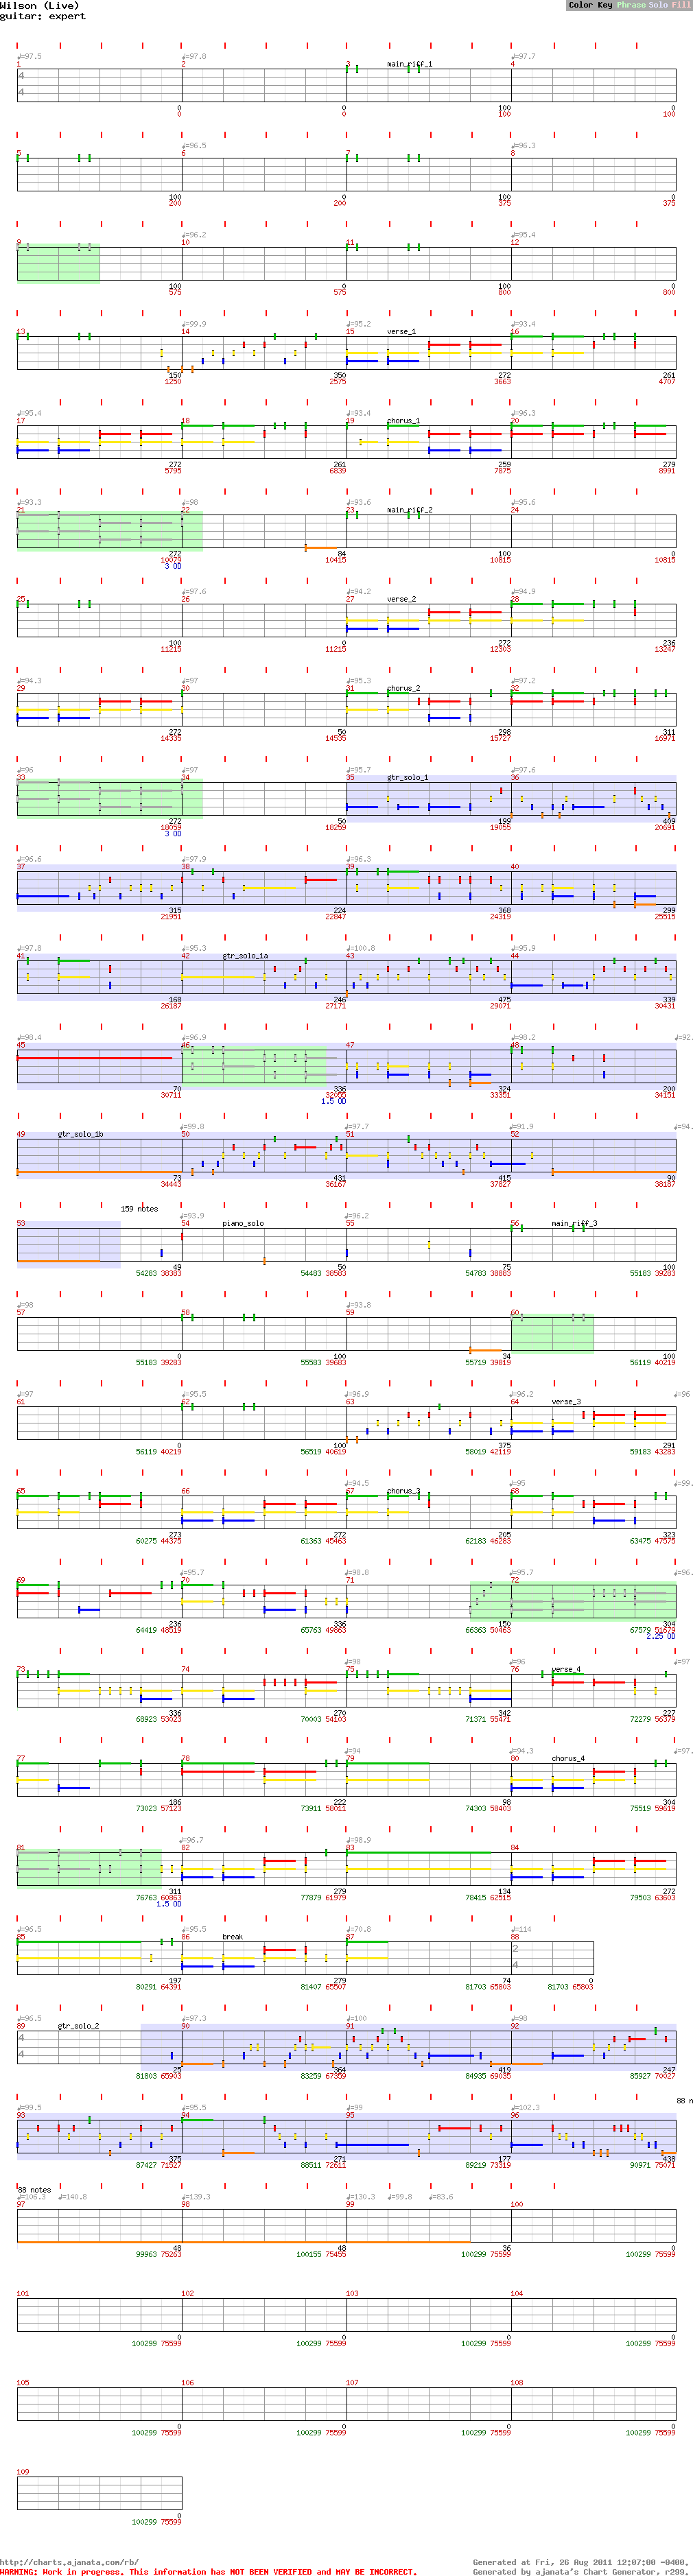 Wilson (Live)
guitar: expert
Color Key Phrase Solo Fill
♩=97.5 ♩=97.8 ♩=97.7
1 2 3 main_riff_1 4
4
4
0 0 100 0
0 0 100 100
♩=96.5 ♩=96.3
5 6 7 8
100 0 100 0
200 200 375 375
♩=96.2 ♩=95.4
9 10 11 12
100 0 100 0
575 575 800 800
♩=99.9 ♩=95.2 ♩=93.4
13 14 15 verse_1 16
150 350 272 261
1250 2575 3663 4707
♩=95.4 ♩=93.4 ♩=96.3
17 18 19 chorus_1 20
272 261 259 279
5795 6839 7875 8991
♩=93.3 ♩=98 ♩=93.6 ♩=95.6
21 22 23 main_riff_2 24
272 84 100 0
10079 10415 10815 10815
3 OD
♩=97.6 ♩=94.2 ♩=94.9
25 26 27 verse_2 28
100 0 272 236
11215 11215 12303 13247
♩=94.3 ♩=97 ♩=95.3 ♩=97.2
29 30 31 chorus_2 32
272 50 298 311
14335 14535 15727 16971
♩=96 ♩=97 ♩=95.7 ♩=97.6
33 34 35 gtr_solo_1 36
272 50 199 409
18059 18259 19055 20691
3 OD
♩=96.6 ♩=97.9 ♩=96.3
37 38 39 40
315 224 368 299
21951 22847 24319 25515
♩=97.8 ♩=95.3 ♩=100.8 ♩=95.9
41 42 gtr_solo_1a 43 44
168 246 475 339
26187 27171 29071 30431
♩=98.4 ♩=96.9 ♩=98.2 ♩=92.
45 46 47 48
70 336 324 200
30711 32055 33351 34151
1.5 OD
♩=99.8 ♩=97.7 ♩=91.9 ♩=94.
49 gtr_solo_1b 50 51 52
73 431 415 90
34443 36167 37827 38187
159 notes
♩=93.9 ♩=96.2
53 54 piano_solo 55 56 main_riff_3
49 50 75 100
54283 38383 54483 38583 54783 38883 55183 39283
♩=98 ♩=93.8
57 58 59 60
0 100 34 100
55183 39283 55583 39683 55719 39819 56119 40219
♩=97 ♩=95.5 ♩=96.9 ♩=96.2 ♩=96
61 62 63 64 verse_3
0 100 375 291
56119 40219 56519 40619 58019 42119 59183 43283
♩=94.5 ♩=95 ♩=99.
65 66 67 chorus_3 68
273 272 205 323
60275 44375 61363 45463 62183 46283 63475 47575
♩=95.7 ♩=98.8 ♩=95.7 ♩=96.
69 70 71 72
236 336 150 304
64419 48519 65763 49863 66363 50463 67579 51679
2.25 OD
♩=98 ♩=96 ♩=97
73 74 75 76 verse_4
336 270 342 227
68923 53023 70003 54103 71371 55471 72279 56379
♩=94 ♩=94.3 ♩=97.
77 78 79 80 chorus_4
186 222 98 304
73023 57123 73911 58011 74303 58403 75519 59619
♩=96.7 ♩=98.9
81 82 83 84
311 279 134 272
76763 60863 77879 61979 78415 62515 79503 63603
1.5 OD
♩=96.5 ♩=95.5 ♩=70.8 ♩=114
85 86 break 87 88
2
4
197 279 74 0
80291 64391 81407 65507 81703 65803 81703 65803
♩=96.5 ♩=97.3 ♩=100 ♩=98
89 gtr_solo_2 90 91 92
4
4
25 364 419 247
81803 65903 83259 67359 84935 69035 85923 70027
88 n
♩=99.5 ♩=95.5 ♩=99 ♩=102.3
93 94 95 96
375 271 177 438
87427 71527 88511 72611 89219 73319 90971 75071
88 notes
♩=106.3 ♩=140.8 ♩=139.3 ♩=130.3 ♩=99.8 ♩=83.6
97 98 99 100
48 48 36 0
99963 75263 100155 75455 100299 75599 100299 75599
101 102 103 104
0 0 0 0
100299 75599 100299 75599 100299 75599 100299 75599
105 106 107 108
0 0 0 0
100299 75599 100299 75599 100299 75599 100299 75599
109
0
100299 75599
http://charts.ajanata.com/rb/
WARNING: Work in progress. This information has NOT BEEN VERIFIED and MAY BE INCORRECT.
Generated at Fri, 26 Aug 2011 12:07:00 -0400.
Generated by ajanata's Chart Generator, r299.